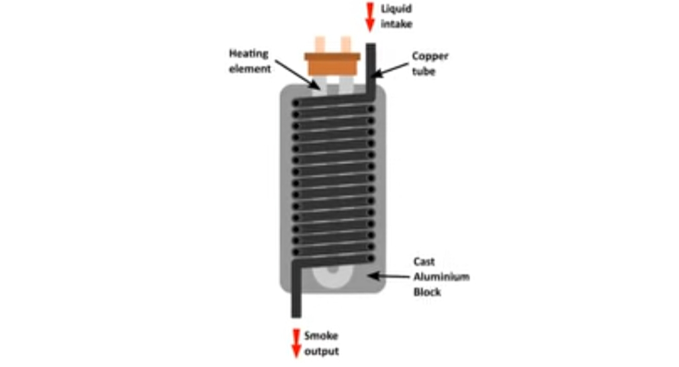 Liquid
intake
Heating
element
Copper
tube
Cast
Aluminium
Block
Smoke
output